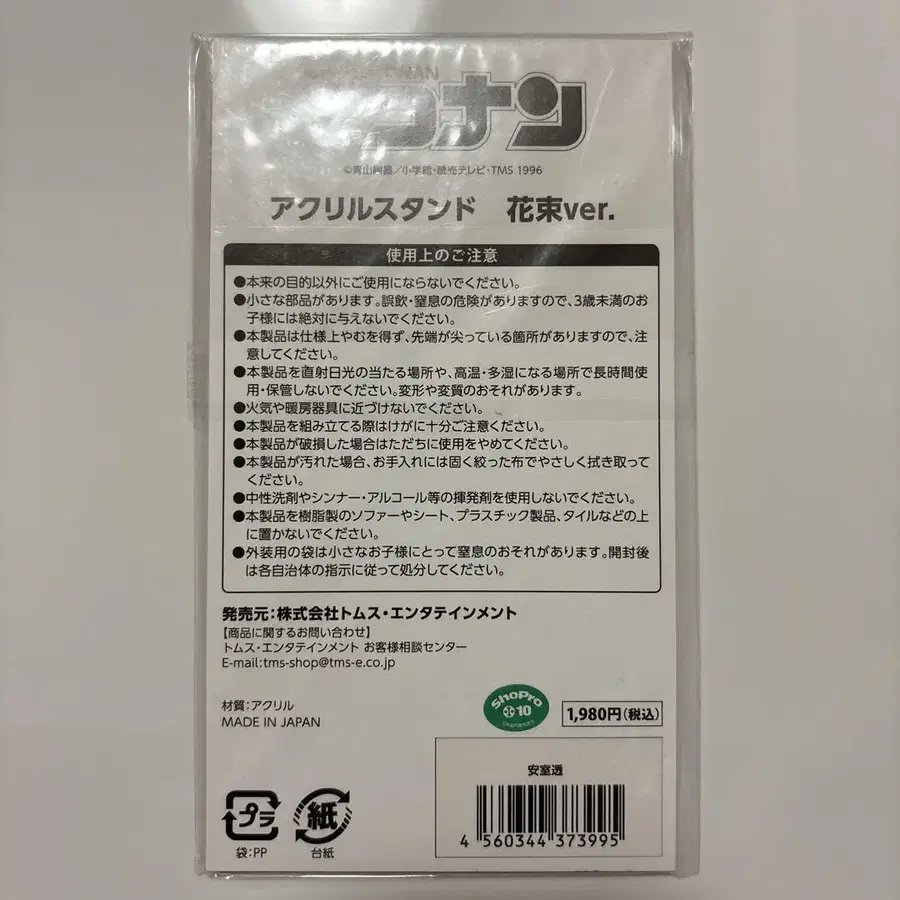 コナン
©青山剛昌/小学館・読売テレビ・TMS 1996
アクリルスタンド 花束ver.
使用上のご注意
●本来の目的以外にご使用にならないでください。
●小さな部品があります。誤飲・窒息の危険がありますので、3歳未満のお
子様には絶対に与えないでください。
●本製品は仕様上やむを得ず、先端が尖っている箇所がありますので、注
意してください。
●本製品を直射日光の当たる場所や、高温・多湿になる場所で長時間使
用・保管しないでください。変形や変質のおそれがあります。
●火気や暖房器具に近づけないでください。
●本製品を組み立てる際はけがに十分ご注意ください。
●本製品が破損した場合はただちに使用をやめてください。
●本製品が汚れた場合、お手入れには固く絞った布でやさしく拭き取って
ください。
●中性洗剤やシンナー・アルコール等の揮発剤を使用しないでください。
●本製品を樹脂製のソファーやシート、プラスチック製品、タイルなどの上
に置かないでください。
●外装用の袋は小さなお子様にとって窒息のおそれがあります。開封後
は各自治体の指示に従って処分してください。
発売元:株式会社トムス・エンタテインメント
【商品に関するお問い合わせ】
トムス・エンタテインメント お客様相談センター
E-mail:tms-shop@tms-e.co.jp
材質:アクリル
MADE IN JAPAN
ShoPro
10
1,980円(税込)
安室透
4 560344 373995
プラ
袋:PP
紙
台紙